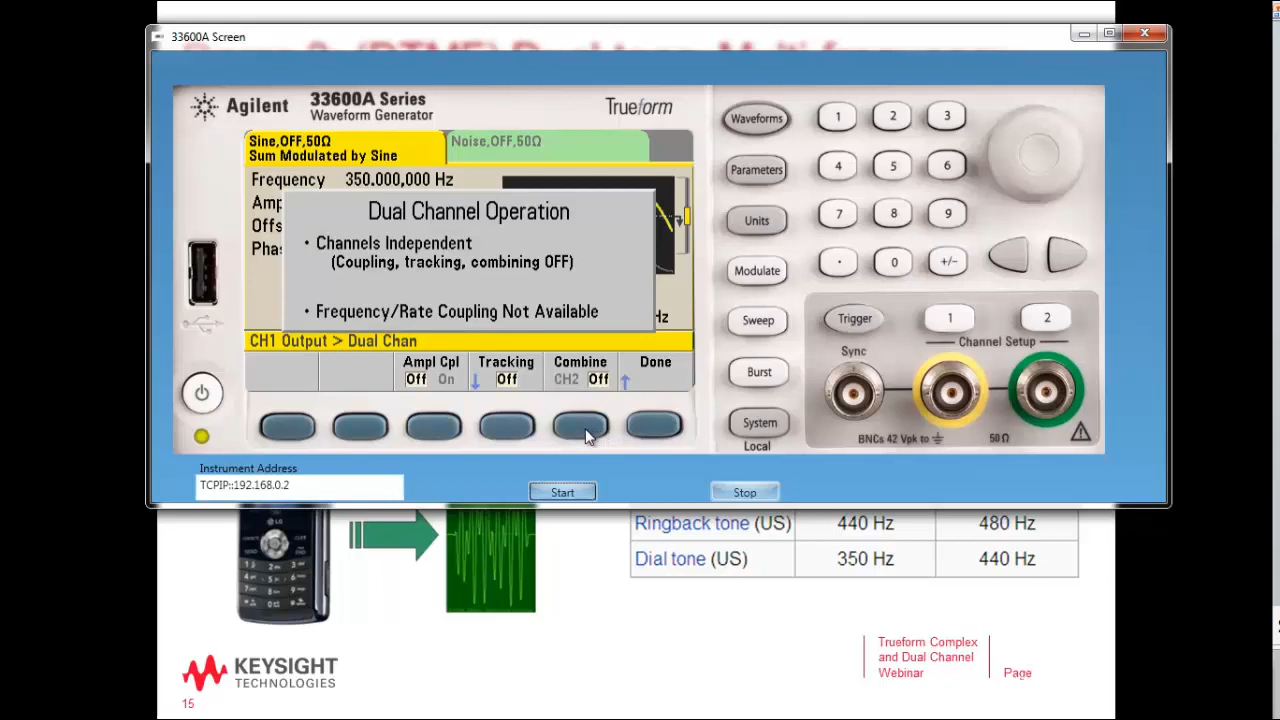 33600A Screen
Agilent
33600A Series
Waveform Generator
Trueform
Sine,OFF,50Ω
Sum Modulated by Sine
Noise,OFF,50Ω
Frequency 350.000,000 Hz
Amp
Offs
Pha
Hz
Dual Channel Operation
· Channels Independent
(Coupling, tracking, combining OFF)
· Frequency/Rate Coupling Not Available
CH1 Output > Dual Chan
Ampl Cpl
Off On
Tracking
Off
Combine
CH2 Off
Done
Waveforms
Parameters
Units
Modulate
Sweep
Burst
System
Local
1 2 3
4 5 6
7 8 9
· 0 +/−
Trigger
1
2
Channel Setup
Sync
BNCs 42 Vpk to
50Ω
Instrument Address
TCPIP::192.168.0.2
Start
Stop
LG
Ringback tone (US) 440 Hz 480 Hz
Dial tone (US) 350 Hz 440 Hz
KEYSIGHT
TECHNOLOGIES
Trueform Complex
and Dual Channel
Webinar
Page
15